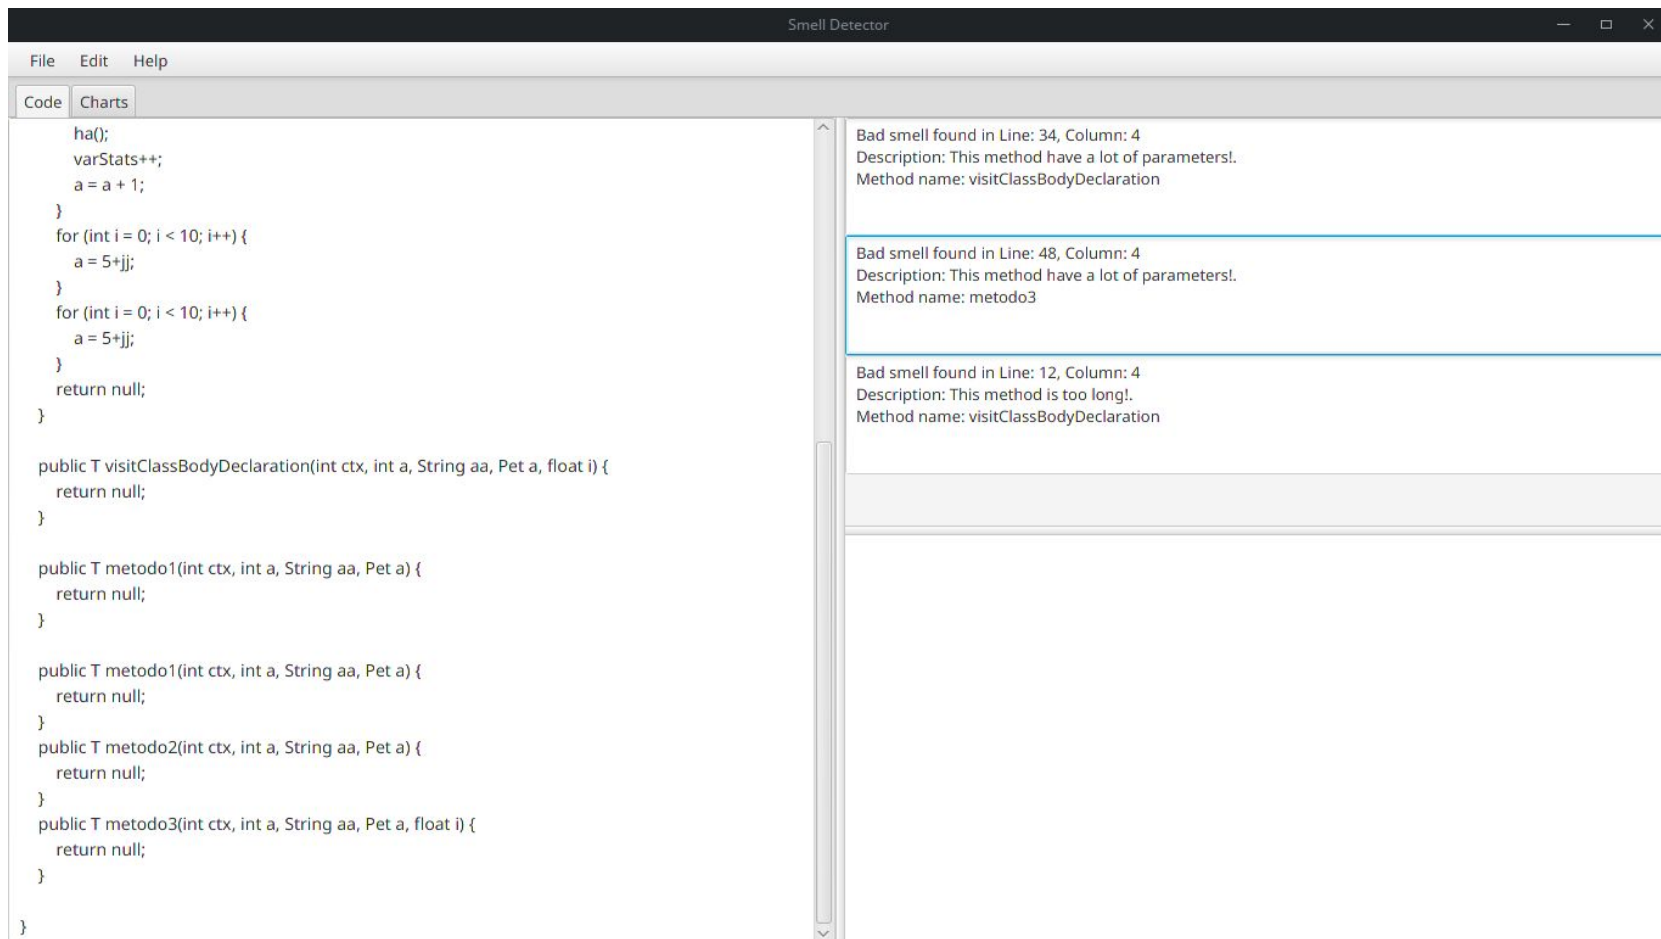 Smell Detector
File Edit Help
Code Charts
ha();
varStats++;
a = a + 1;
}
for (int i = 0; i < 10; i++) {
a = 5+jj;
}
for (int i = 0; i < 10; i++) {
a = 5+jj;
}
return null;
}
public T visitClassBodyDeclaration(int ctx, int a, String aa, Pet a, float i) {
return null;
}
public T metodo1(int ctx, int a, String aa, Pet a) {
return null;
}
public T metodo1(int ctx, int a, String aa, Pet a) {
return null;
}
public T metodo2(int ctx, int a, String aa, Pet a) {
return null;
}
public T metodo3(int ctx, int a, String aa, Pet a, float i) {
return null;
}
}
Bad smell found in Line: 34, Column: 4
Description: This method have a lot of parameters!.
Method name: visitClassBodyDeclaration
Bad smell found in Line: 48, Column: 4
Description: This method have a lot of parameters!.
Method name: metodo3
Bad smell found in Line: 12, Column: 4
Description: This method is too long!.
Method name: visitClassBodyDeclaration